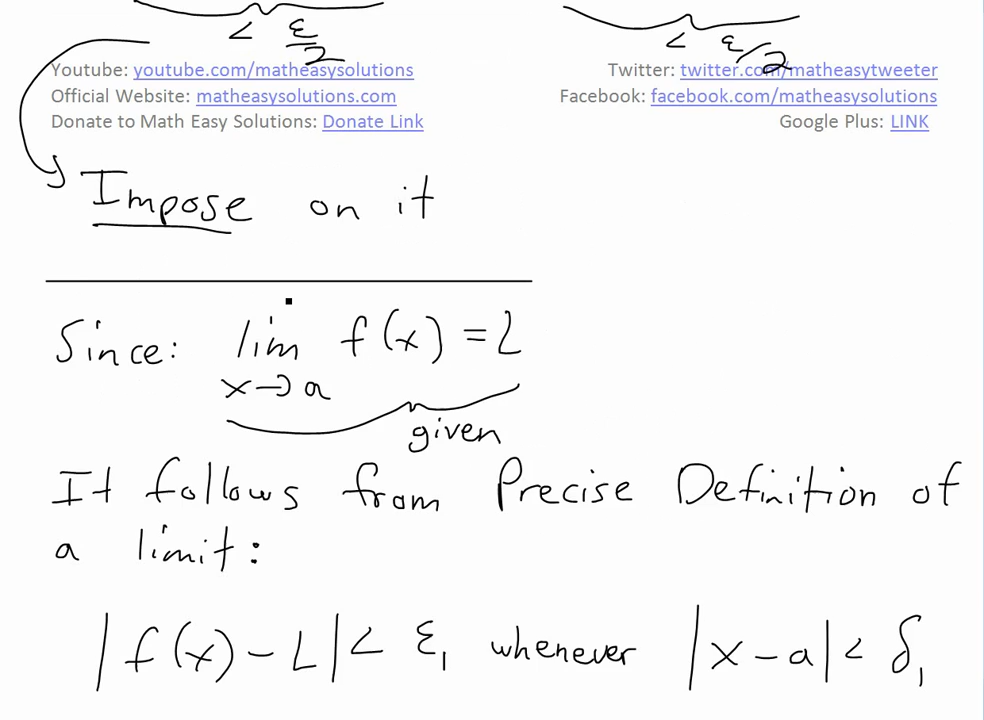 < ε/2 < ε/2
Youtube: youtube.com/matheasysolutions Twitter: twitter.com/matheasytweeter
Official Website: matheasysolutions.com Facebook: facebook.com/matheasysolutions
Donate to Math Easy Solutions: Donate Link Google Plus: LINK
Impose on it
Since: lim f(x) = L
x→a
given
It follows from Precise Definition of
a limit:
|f(x) - L| < ε₁ whenever |x - a| < δ₁